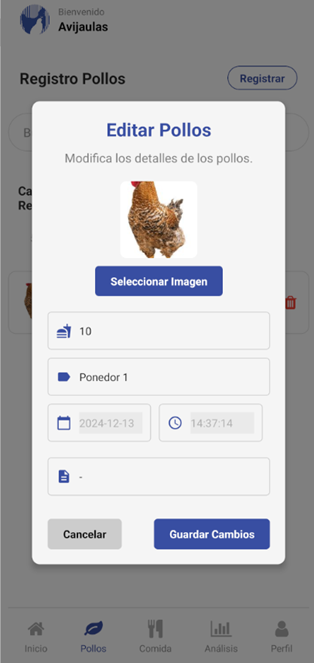 Bienvenido
Avijaulas
Registro Pollos
Registrar
B
Editar Pollos
Modifica los detalles de los pollos.
Ca
Re
Seleccionar Imagen
10
Ponedor 1
2024-12-13
14:37:14
-
Cancelar
Guardar Cambios
Inicio
Pollos
Comida
Análisis
Perfil